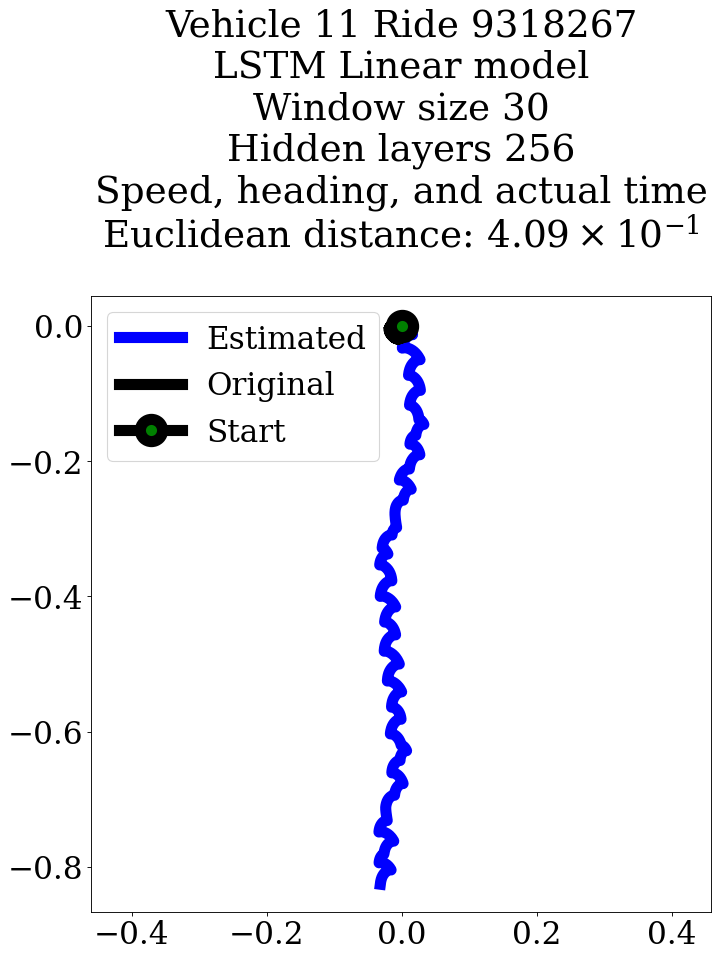 Vehicle 11 Ride 9318267
LSTM Linear model
Window size 30
Hidden layers 256
Speed, heading, and actual time
Euclidean distance: 4.09 × 10⁻¹
Estimated
Original
Start
0.0
−0.2
−0.4
−0.6
−0.8
−0.4
−0.2
0.0
0.2
0.4